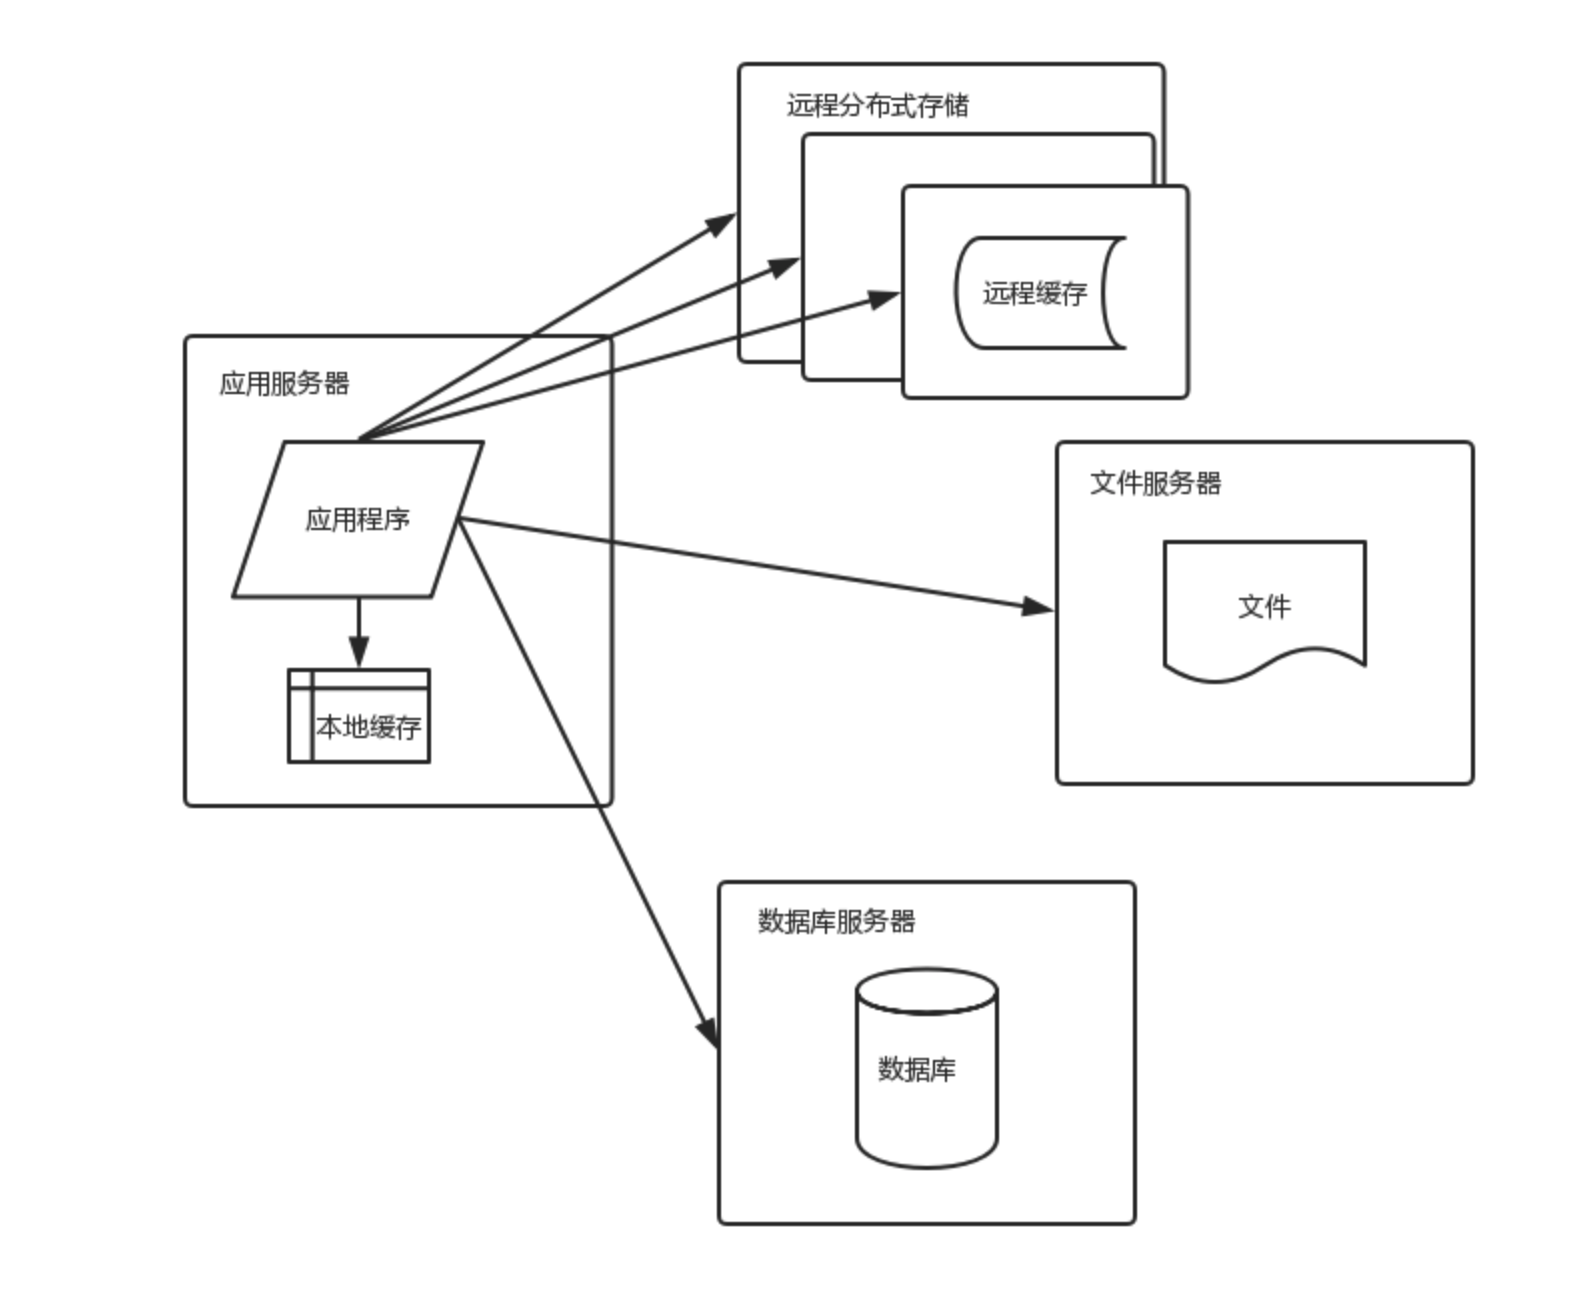 远程分布式存储
远程缓存
应用服务器
应用程序
本地缓存
文件服务器
文件
数据库服务器
数据库